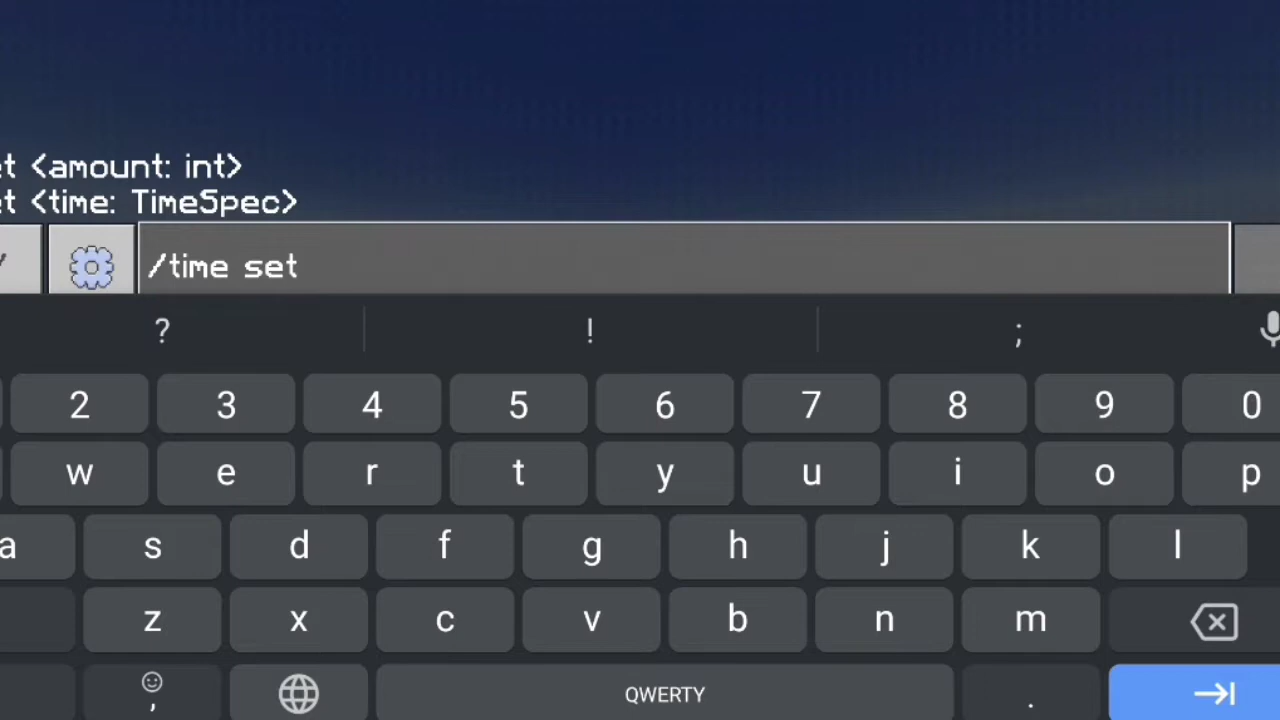 et <amount: int>
et <time: TimeSpec>
/time set
? ! ;
2 3 4 5 6 7 8 9 0
w e r t y u i o p
a s d f g h j k l
z x c v b n m
, QWERTY .